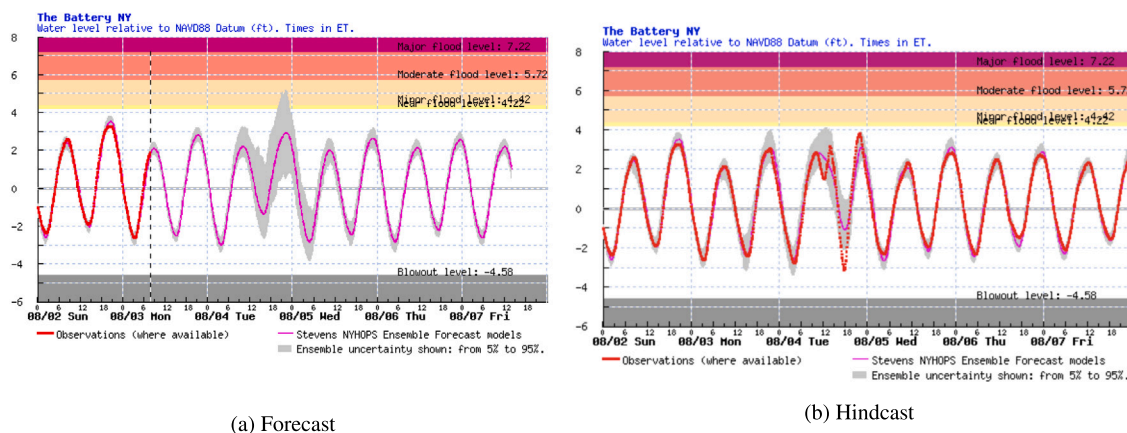 The Battery NY
Water level relative to NAVD88 Datum (ft). Times in ET.
8
6
4
2
0
-2
-4
-6
Major flood level: 7.22
Moderate flood level: 5.72
Minor flood level: 4.42
Near flood level: 4.22
Blowout level: -4.58
0 6 12 18 0 6 12 18 0 6 12 18 0 6 12 18 0 6 12 18 0 6 12 18
08/02 Sun 08/03 Mon 08/04 Tue 08/05 Wed 08/06 Thu 08/07 Fri
Observations (where available)
Stevens NYHOPS Ensemble Forecast models
Ensemble uncertainty shown: from 5% to 95%.
(a) Forecast
The Battery NY
Water level relative to NAVD88 Datum (ft). Times in ET.
8
6
4
2
0
-2
-4
-6
Major flood level: 7.22
Moderate flood level: 5.72
Minor flood level: 4.42
Near flood level: 4.22
Blowout level: -4.58
0 6 12 18 0 6 12 18 0 6 12 18 0 6 12 18 0 6 12 18 0 6 12 18
08/02 Sun 08/03 Mon 08/04 Tue 08/05 Wed 08/06 Thu 08/07 Fri
Observations (where available)
Stevens NYHOPS Ensemble Forecast models
Ensemble uncertainty shown: from 5% to 95%.
(b) Hindcast